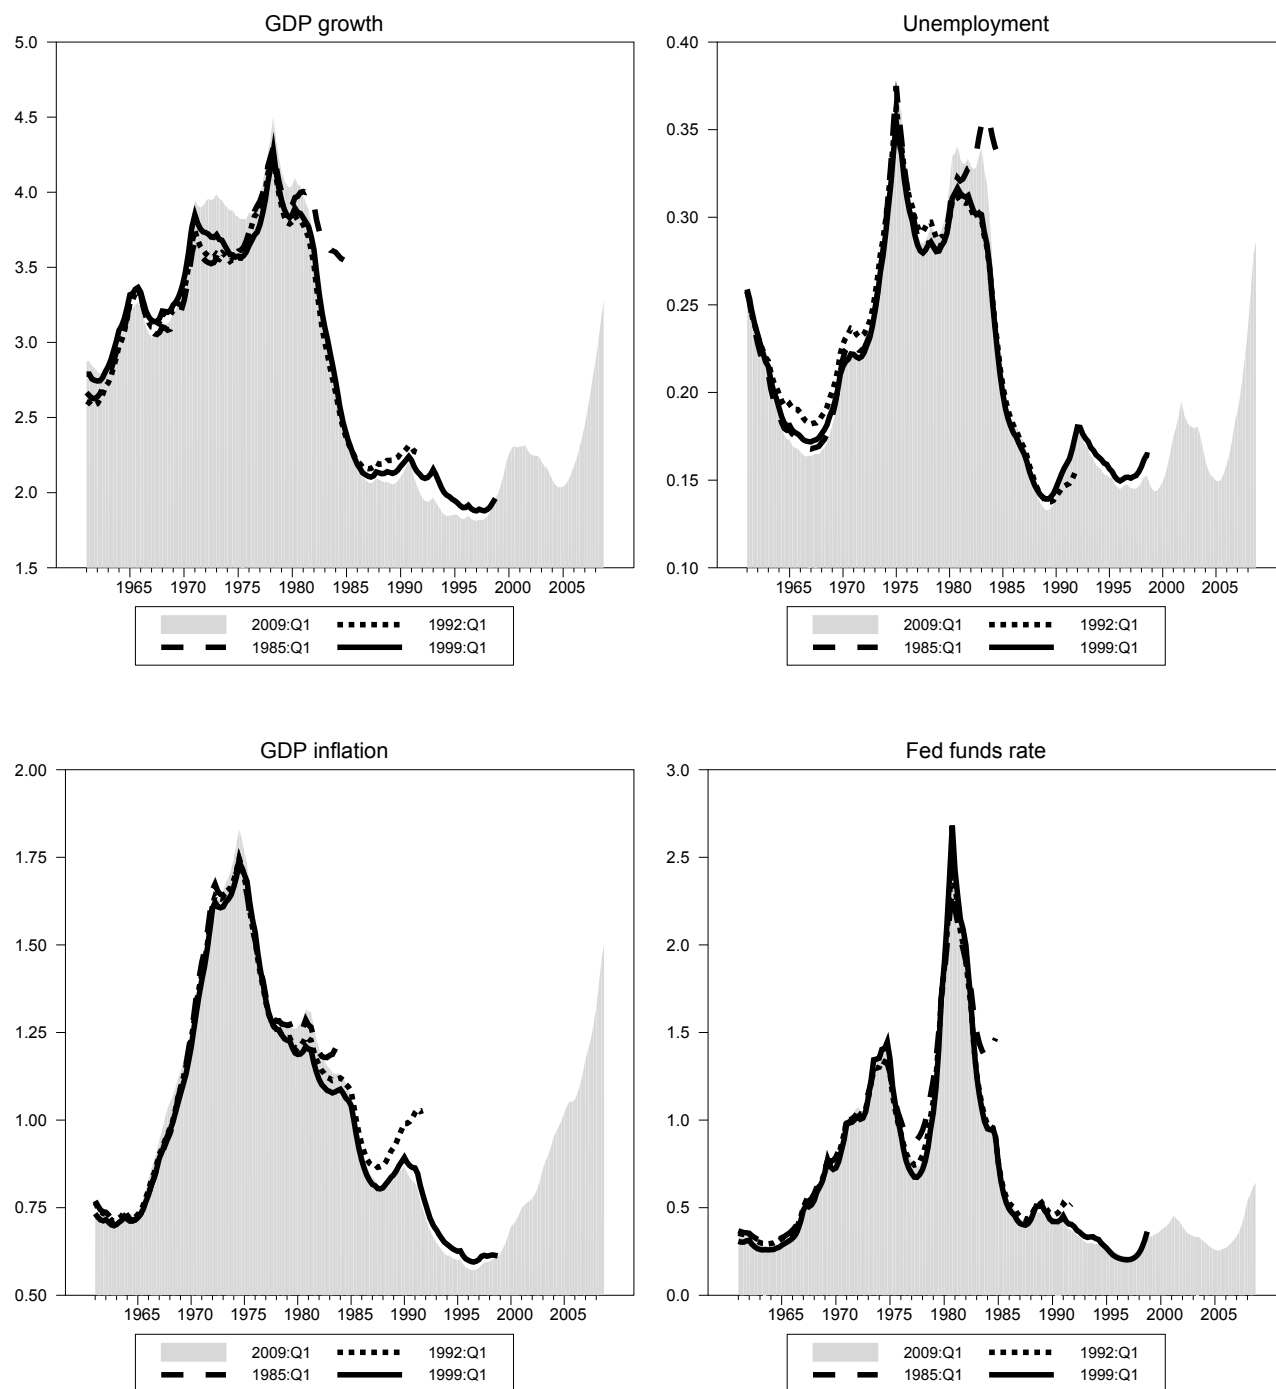 GDP growth
5.0
4.5
4.0
3.5
3.0
2.5
2.0
1.5
1965 1970 1975 1980 1985 1990 1995 2000 2005
2009:Q1 1992:Q1
1985:Q1 1999:Q1
Unemployment
0.40
0.35
0.30
0.25
0.20
0.15
0.10
1965 1970 1975 1980 1985 1990 1995 2000 2005
2009:Q1 1992:Q1
1985:Q1 1999:Q1
GDP inflation
2.00
1.75
1.50
1.25
1.00
0.75
0.50
1965 1970 1975 1980 1985 1990 1995 2000 2005
2009:Q1 1992:Q1
1985:Q1 1999:Q1
Fed funds rate
3.0
2.5
2.0
1.5
1.0
0.5
0.0
1965 1970 1975 1980 1985 1990 1995 2000 2005
2009:Q1 1992:Q1
1985:Q1 1999:Q1